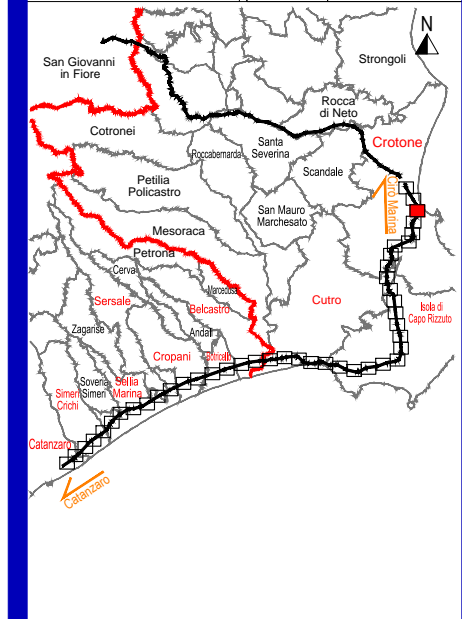 N
Strongoli
San Giovanni
in Fiore
Rocca
di Neto
Cotronei
Crotone
Santa
Severina
Roccabernarda
Scandale
Petilia
Policastro
Ciro Marina
San Mauro
Marchesato
Mesoraca
Petrona
Cerva
Marcedusa
Sersale
Belcastro
Cutro
Isola di
Capo Rizzuto
Zagarise
Andali
Cropani
Botricello
Soveria
Simeri
Sellia
Marina
Simeri
Crichi
Catanzaro
Catanzaro